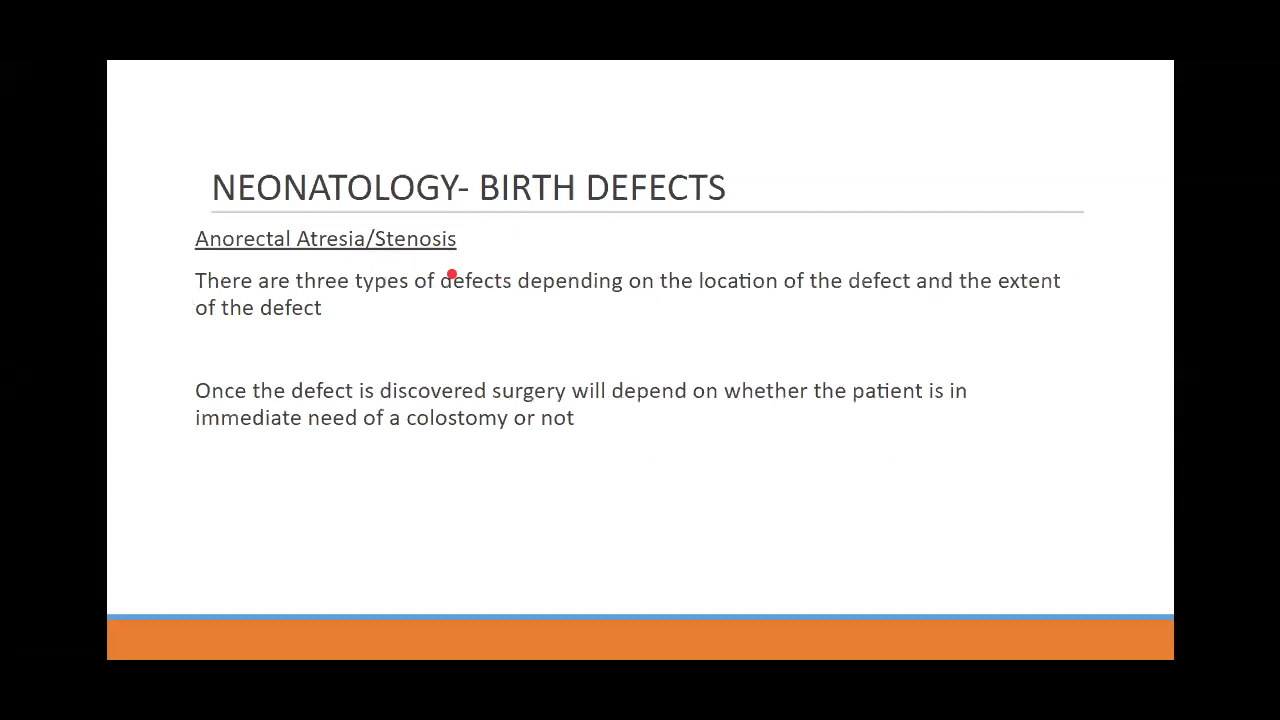 NEONATOLOGY- BIRTH DEFECTS
Anorectal Atresia/Stenosis
There are three types of defects depending on the location of the defect and the extent
of the defect
Once the defect is discovered surgery will depend on whether the patient is in
immediate need of a colostomy or not